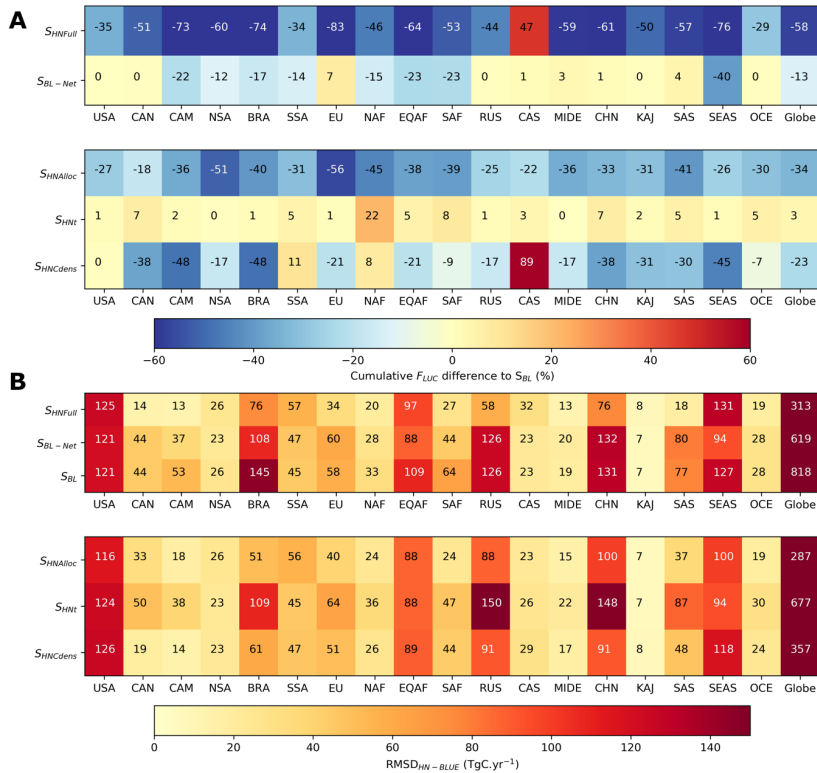 A
S_HNFull -35 -51 -73 -60 -74 -34 -83 -46 -64 -53 -44 47 -59 -61 -50 -57 -76 -29 -58
S_BL-Net 0 0 -22 -12 -17 -14 7 -15 -23 -23 0 1 3 1 0 4 -40 0 -13
USA CAN CAM NSA BRA SSA EU NAF EQAF SAF RUS CAS MIDE CHN KAJ SAS SEAS OCE Globe
S_HNAlloc -27 -18 -36 -51 -40 -31 -56 -45 -38 -39 -25 -22 -36 -33 -31 -41 -26 -30 -34
S_HNt 1 7 2 0 1 5 1 22 5 8 1 3 0 7 2 5 1 5 3
S_HNCdens 0 -38 -48 -17 -48 11 -21 8 -21 -9 -17 89 -17 -38 -31 -30 -45 -7 -23
USA CAN CAM NSA BRA SSA EU NAF EQAF SAF RUS CAS MIDE CHN KAJ SAS SEAS OCE Globe
−60 −40 −20 0 20 40 60
Cumulative F_LUC difference to S_BL (%)
B
S_HNFull 125 14 13 26 76 57 34 20 97 27 58 32 13 76 8 18 131 19 313
S_BL-Net 121 44 37 23 108 47 60 28 88 44 126 23 20 132 7 80 94 28 619
S_BL 121 44 53 26 145 45 58 33 109 64 126 23 19 131 7 77 127 28 818
USA CAN CAM NSA BRA SSA EU NAF EQAF SAF RUS CAS MIDE CHN KAJ SAS SEAS OCE Globe
S_HNAlloc 116 33 18 26 51 56 40 24 88 24 88 23 15 100 7 37 100 19 287
S_HNt 124 50 38 23 109 45 64 36 88 47 150 26 22 148 7 87 94 30 677
S_HNCdens 126 19 14 23 61 47 51 26 89 44 91 29 17 91 8 48 118 24 357
USA CAN CAM NSA BRA SSA EU NAF EQAF SAF RUS CAS MIDE CHN KAJ SAS SEAS OCE Globe
0 20 40 60 80 100 120 140
RMSD_HN−BLUE (TgC.yr⁻¹)